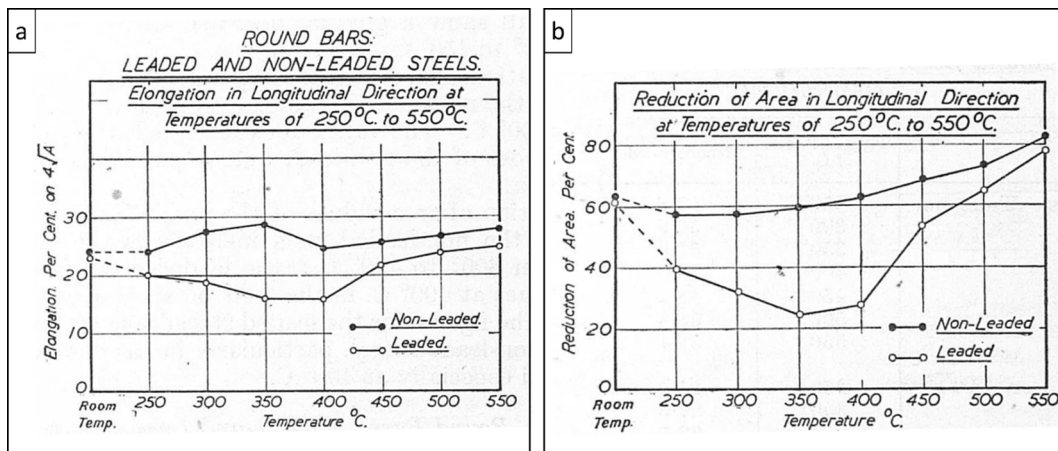 a
ROUND BARS:
LEADED AND NON-LEADED STEELS.
Elongation in Longitudinal Direction at
Temperatures of 250°C. to 550°C.
Elongation. Per Cent. on 4√A
30
20
10
0
Non-Leaded.
Leaded.
Room
Temp.
250 300 350 400 450 500 550
Temperature °C.
b
Reduction of Area in Longitudinal Direction
at Temperatures of 250°C. to 550°C.
Reduction of Area. Per Cent
80
60
40
20
0
Non-Leaded.
Leaded
Room
Temp.
250 300 350 400 450 500 550
Temperature °C.